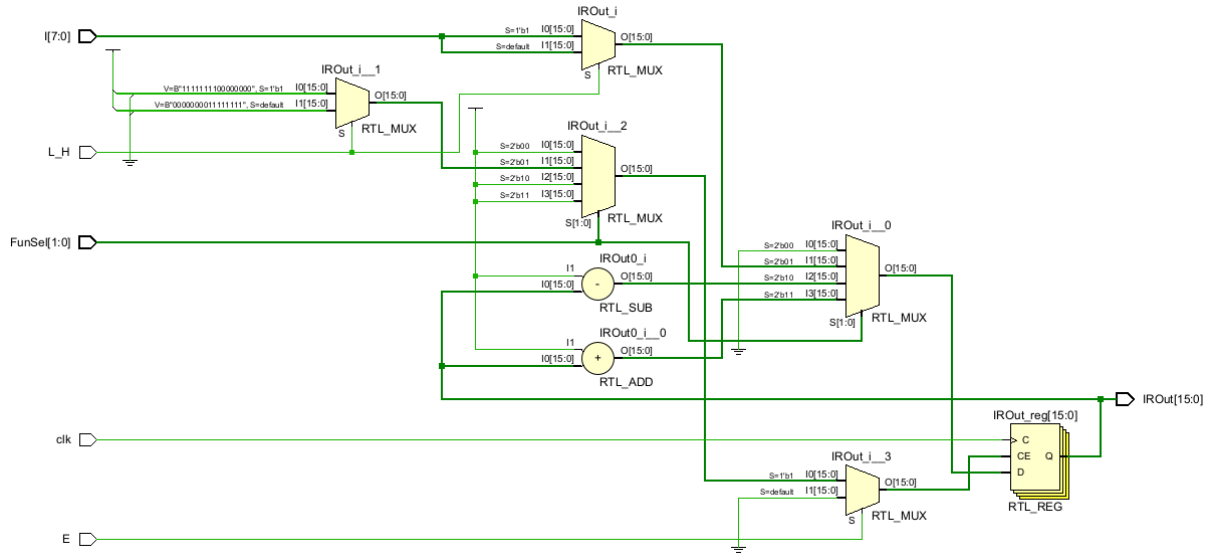 IROut_i
I[7:0]
S=1'b1 I0[15:0] O[15:0]
S=default I1[15:0]
S RTL_MUX
IROut_i__1
V=B"1111111100000000", S=1'b1 I0[15:0] O[15:0]
V=B"0000000011111111", S=default I1[15:0]
S RTL_MUX
L_H
IROut_i__2
S=2'b00 I0[15:0]
S=2'b01 I1[15:0] O[15:0]
S=2'b10 I2[15:0]
S=2'b11 I3[15:0]
S[1:0] RTL_MUX
FunSel[1:0]
IROut_i__0
S=2'b00 I0[15:0]
S=2'b01 I1[15:0] O[15:0]
S=2'b10 I2[15:0]
S=2'b11 I3[15:0]
S[1:0] RTL_MUX
IROut0_i
I1 O[15:0]
I0[15:0] -
RTL_SUB
IROut0_i__0
I1 O[15:0]
I0[15:0] +
RTL_ADD
IROut[15:0]
IROut_reg[15:0]
clk
C
CE Q
D
RTL_REG
IROut_i__3
S=1'b1 I0[15:0] O[15:0]
S=default I1[15:0]
S RTL_MUX
E